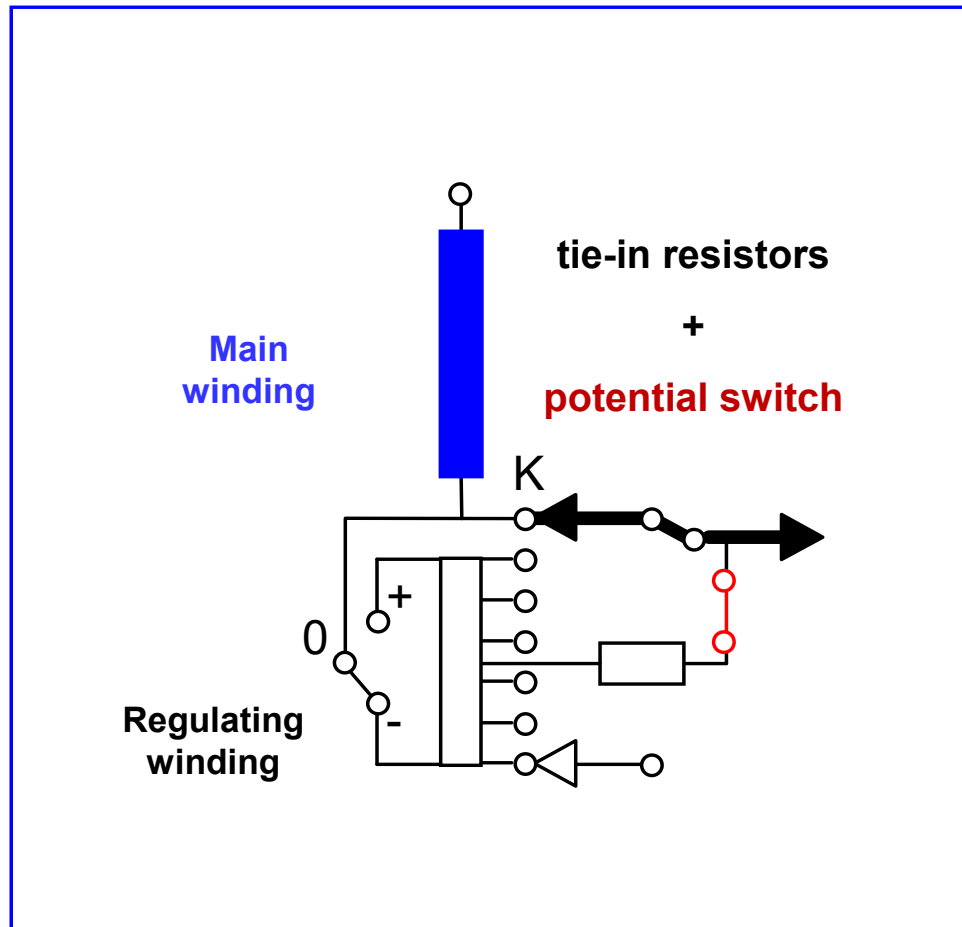 tie-in resistors
+
potential switch
Main
winding
K
+
0
-
Regulating
winding